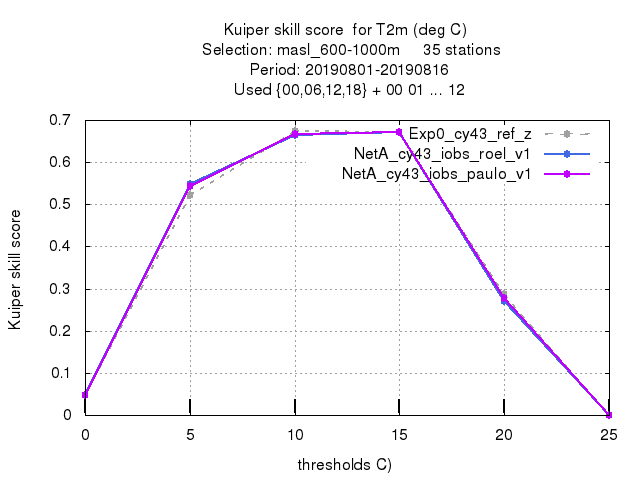 Kuiper skill score  for T2m (deg C)
Selection: masl_600-1000m     35 stations
Period: 20190801-20190816
Used {00,06,12,18} + 00 01 ... 12
Exp0_cy43_ref_z
NetA_cy43_iobs_roel_v1
NetA_cy43_iobs_paulo_v1
Kuiper skill score
0.7
0.6
0.5
0.4
0.3
0.2
0.1
0
0 5 10 15 20 25
thresholds C)